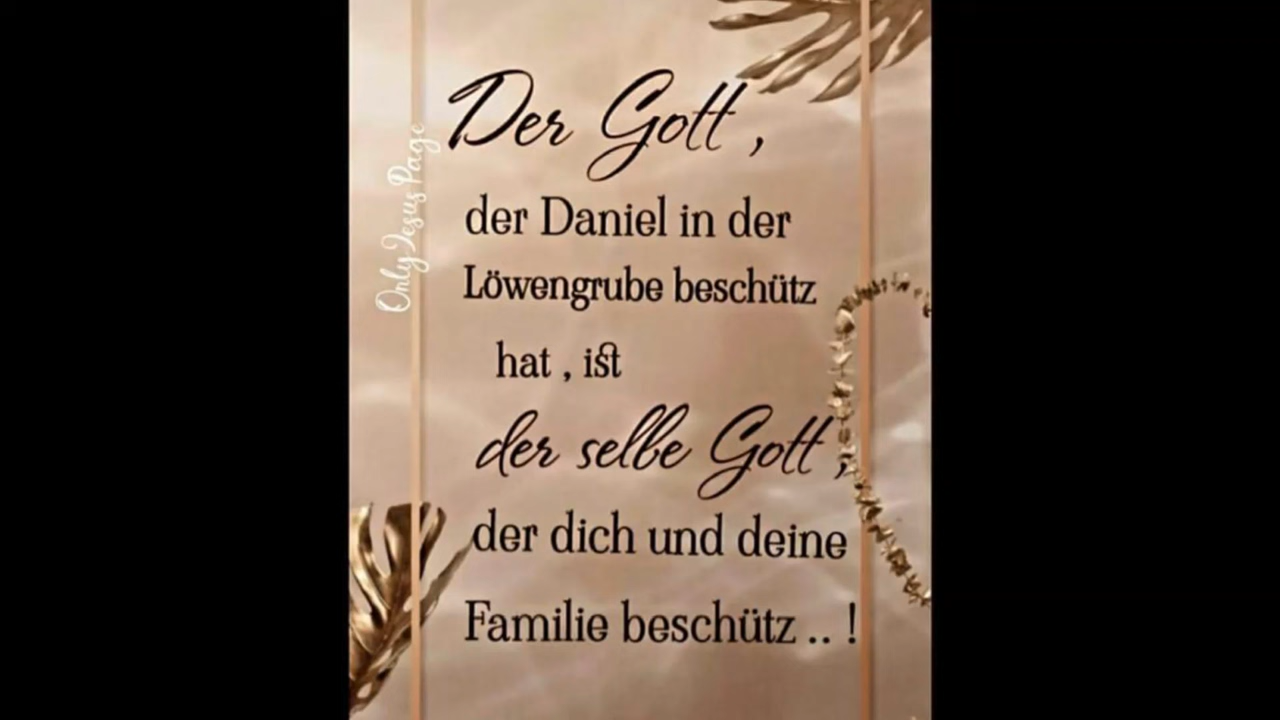 Der Gott ,
der Daniel in der
Löwengrube beschütz
hat , ist
der selbe Gott ,
der dich und deine
Familie beschütz .. !
Only Jesus Page